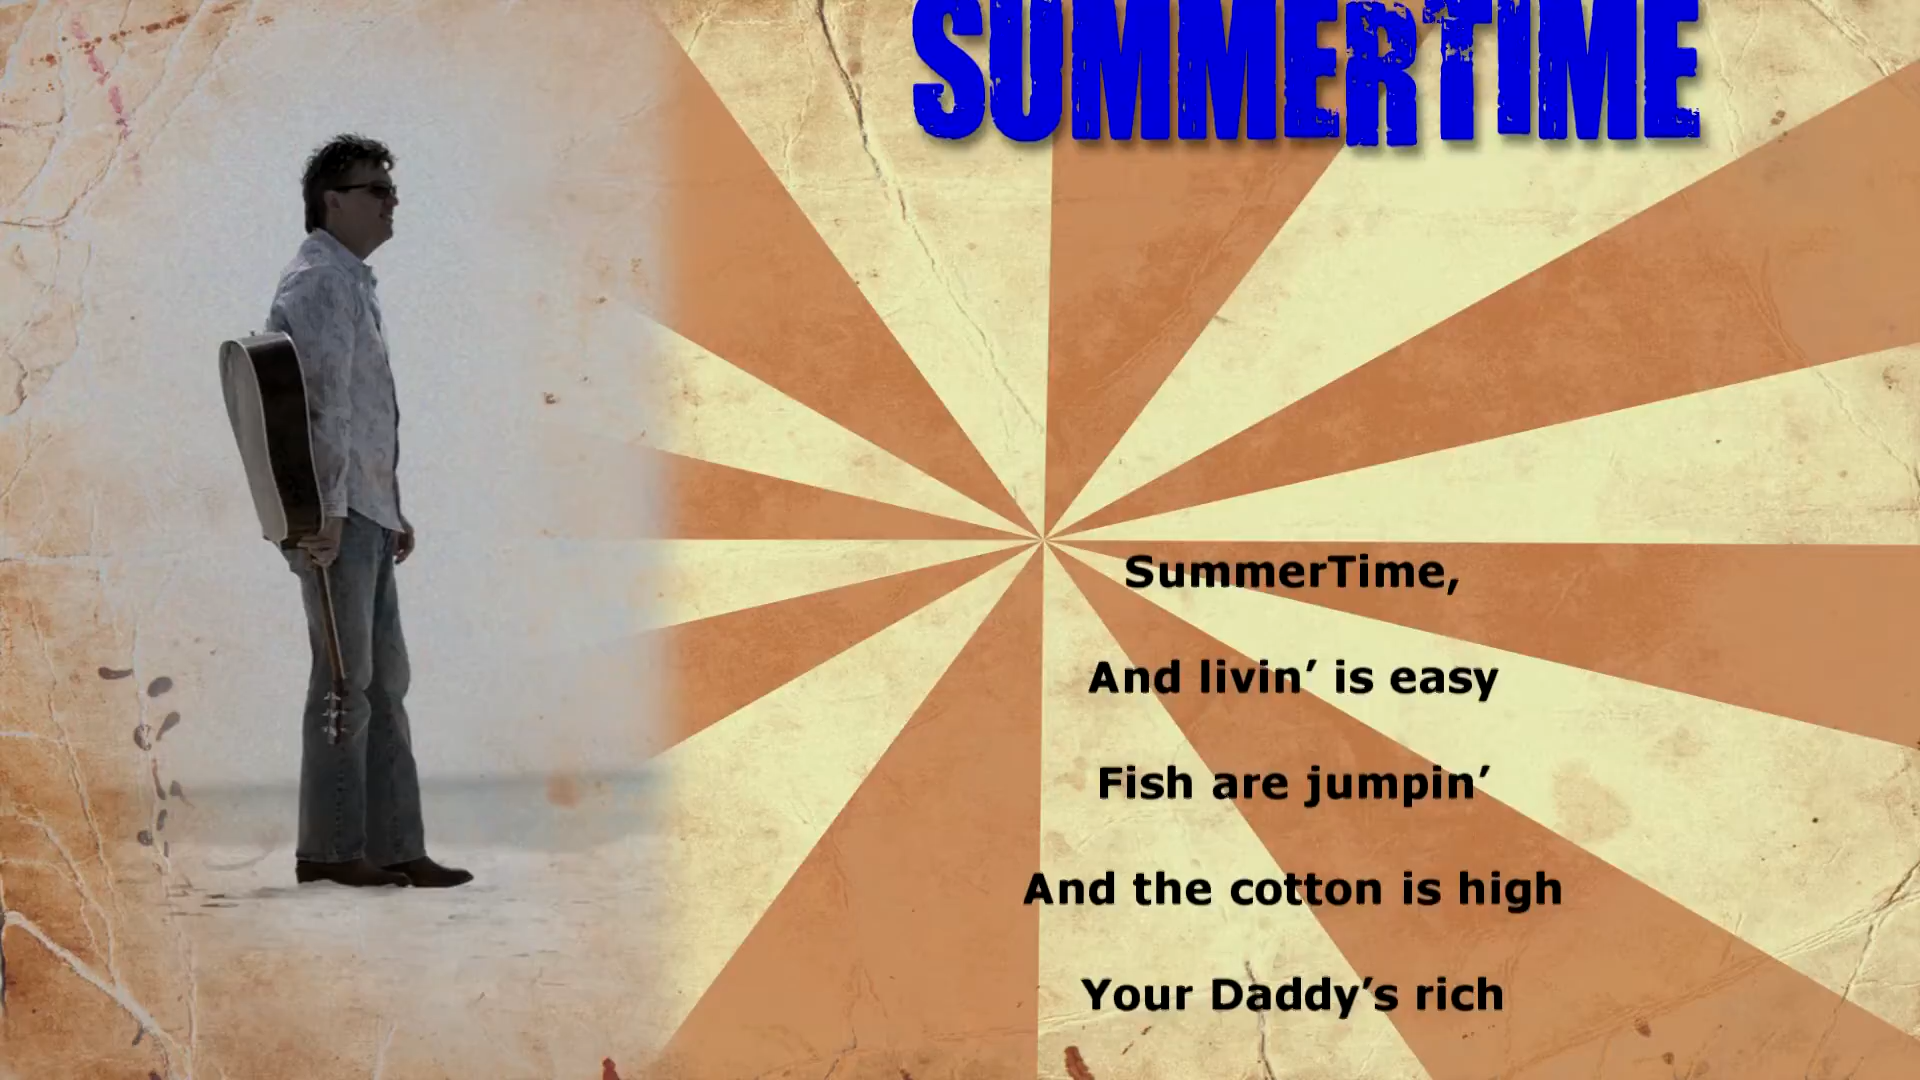 SUMMERTIME
SummerTime,
And livin’ is easy
Fish are jumpin’
And the cotton is high
Your Daddy’s rich